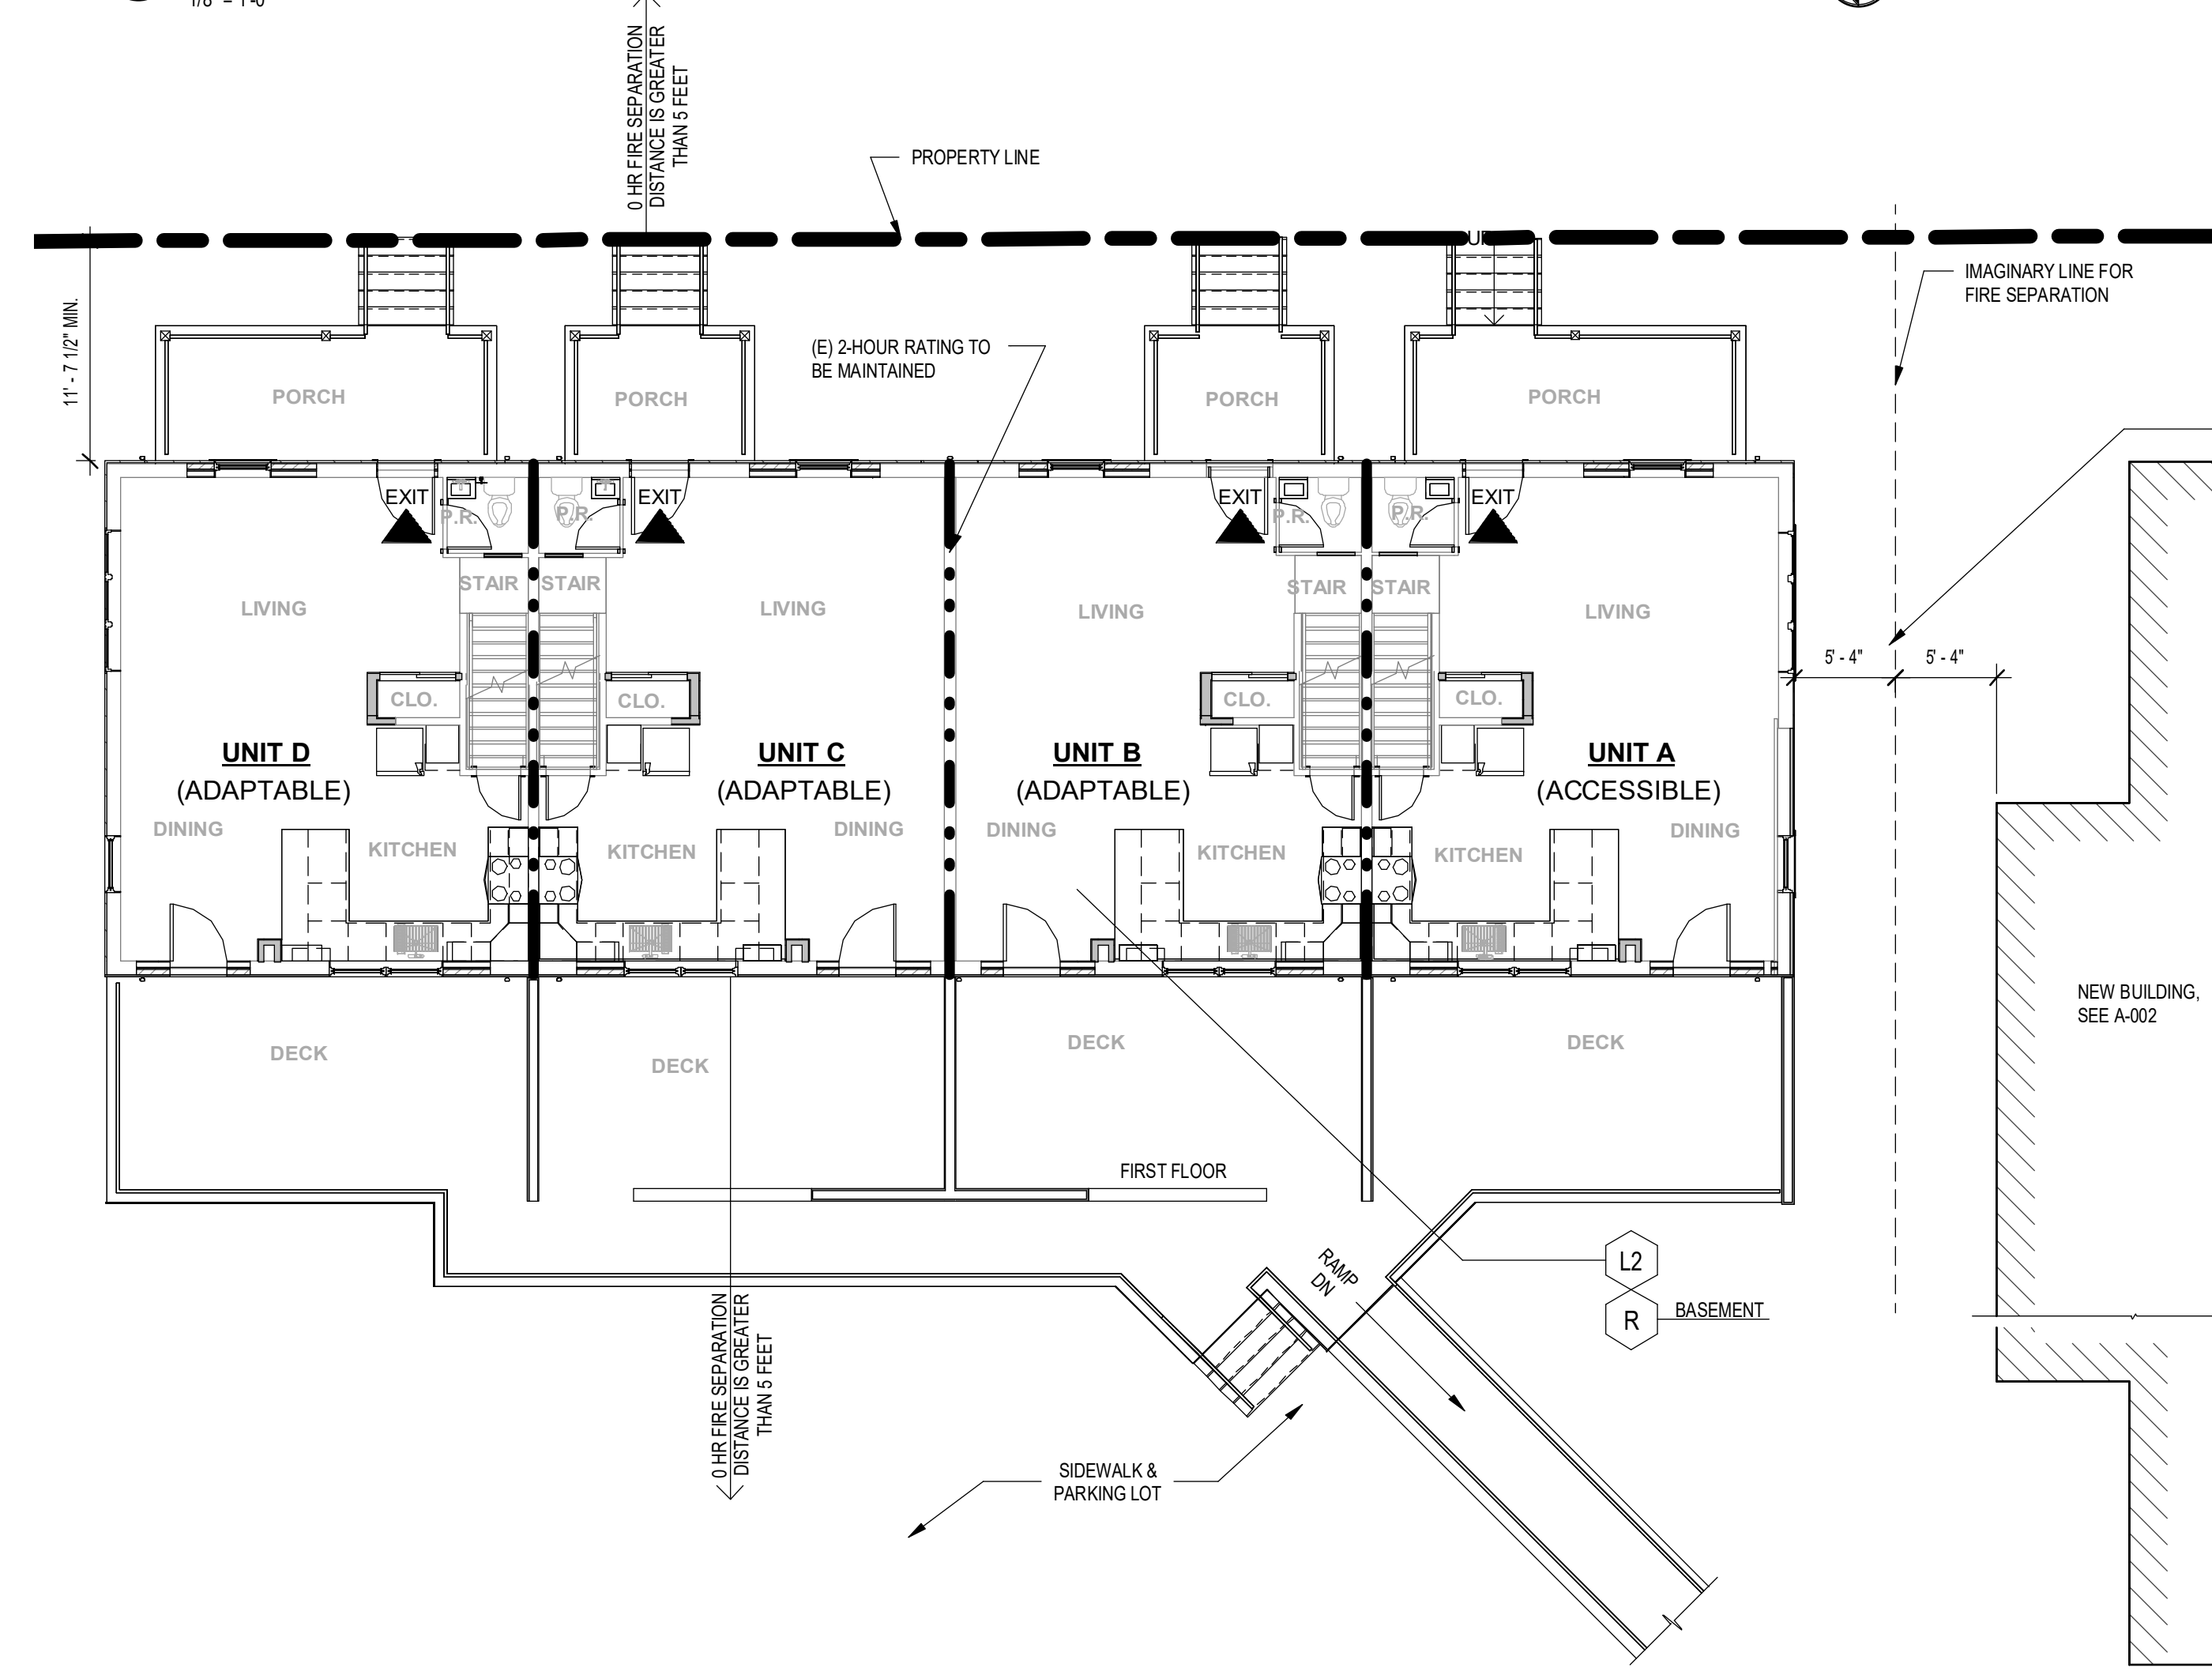 1/8" = 1'-0"
0 HR FIRE SEPARATION
DISTANCE IS GREATER
THAN 5 FEET
PROPERTY LINE
UP
IMAGINARY LINE FOR
FIRE SEPARATION
11' - 7 1/2" MIN.
(E) 2-HOUR RATING TO
BE MAINTAINED
PORCH
PORCH
PORCH
PORCH
EXIT
EXIT
EXIT
EXIT
P.R.
P.R.
P.R.
P.R.
STAIR
STAIR
STAIR
STAIR
LIVING
LIVING
LIVING
LIVING
5' - 4"
5' - 4"
CLO.
CLO.
CLO.
CLO.
UNIT D
(ADAPTABLE)
UNIT C
(ADAPTABLE)
UNIT B
(ADAPTABLE)
UNIT A
(ACCESSIBLE)
DINING
KITCHEN
KITCHEN
DINING
DINING
KITCHEN
KITCHEN
DINING
NEW BUILDING,
SEE A-002
DECK
DECK
DECK
DECK
FIRST FLOOR
RAMP
DN
L2
R
BASEMENT
0 HR FIRE SEPARATION
DISTANCE IS GREATER
THAN 5 FEET
SIDEWALK &
PARKING LOT